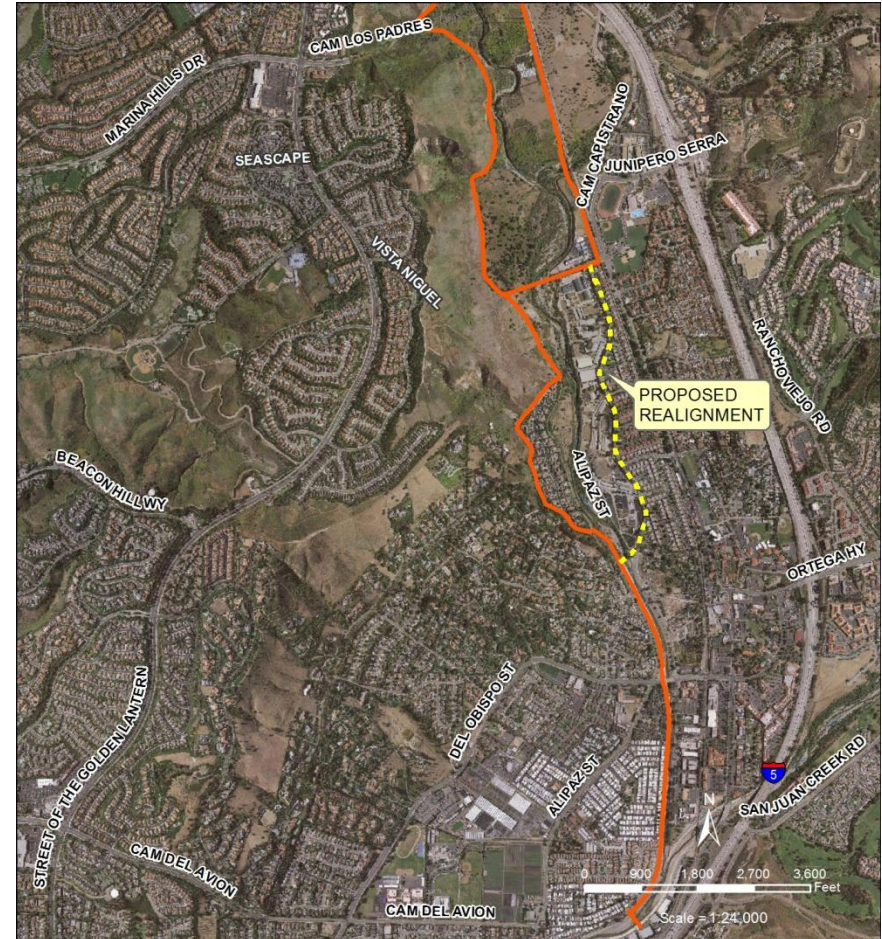 CAM LOS PADRES
MARINA HILLS DR
CAM CAPISTRANO
JUNIPERO SERRA
SEASCAPE
VISTA NIGUEL
RANCHO VIEJO RD
PROPOSED
REALIGNMENT
BEACON HILL WY
ALIPAZ ST
ORTEGA HY
STREET OF THE GOLDEN LANTERN
DEL OBISPO ST
ALIPAZ ST
5
SAN JUAN CREEK RD
N
CAM DEL AVION
0 900 1,800 2,700 3,600
Feet
CAM DEL AVION
Scale = 1:24,000